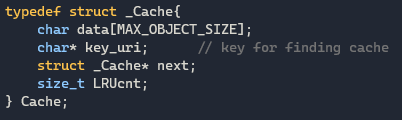 typedef struct _Cache{
    char data[MAX_OBJECT_SIZE];
    char* key_uri;      // key for finding cache
    struct _Cache* next;
    size_t LRUcnt;
} Cache;